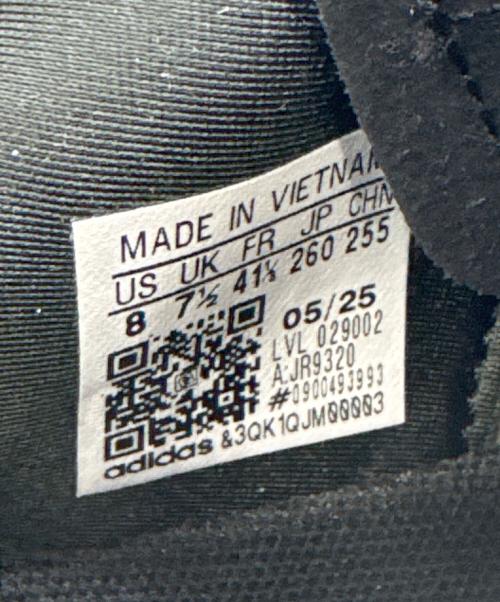 MADE IN VIETNAM
US UK FR JP CHN
8 7½ 41⅓ 260 255
05/25
LVL 029002
A:JR9320
#0900493993
adidas &3QK1QJM00003